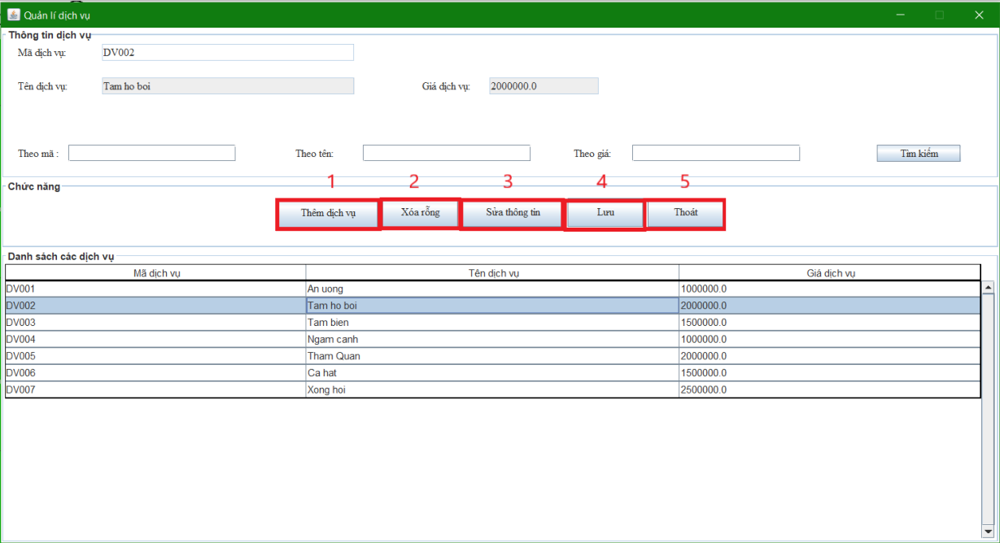 Quản lí dịch vụ
Thông tin dịch vụ
Mã dịch vụ: DV002
Tên dịch vụ: Tam ho boi Giá dịch vụ: 2000000.0
Theo mã : Theo tên: Theo giá: Tìm kiếm
Chức năng
1 2 3 4 5
Thêm dịch vụ Xóa rỗng Sửa thông tin Lưu Thoát
Danh sách các dịch vụ
Mã dịch vụ Tên dịch vụ Giá dịch vụ
DV001 An uong 1000000.0
DV002 Tam ho boi 2000000.0
DV003 Tam bien 1500000.0
DV004 Ngam canh 1000000.0
DV005 Tham Quan 2000000.0
DV006 Ca hat 1500000.0
DV007 Xong hoi 2500000.0